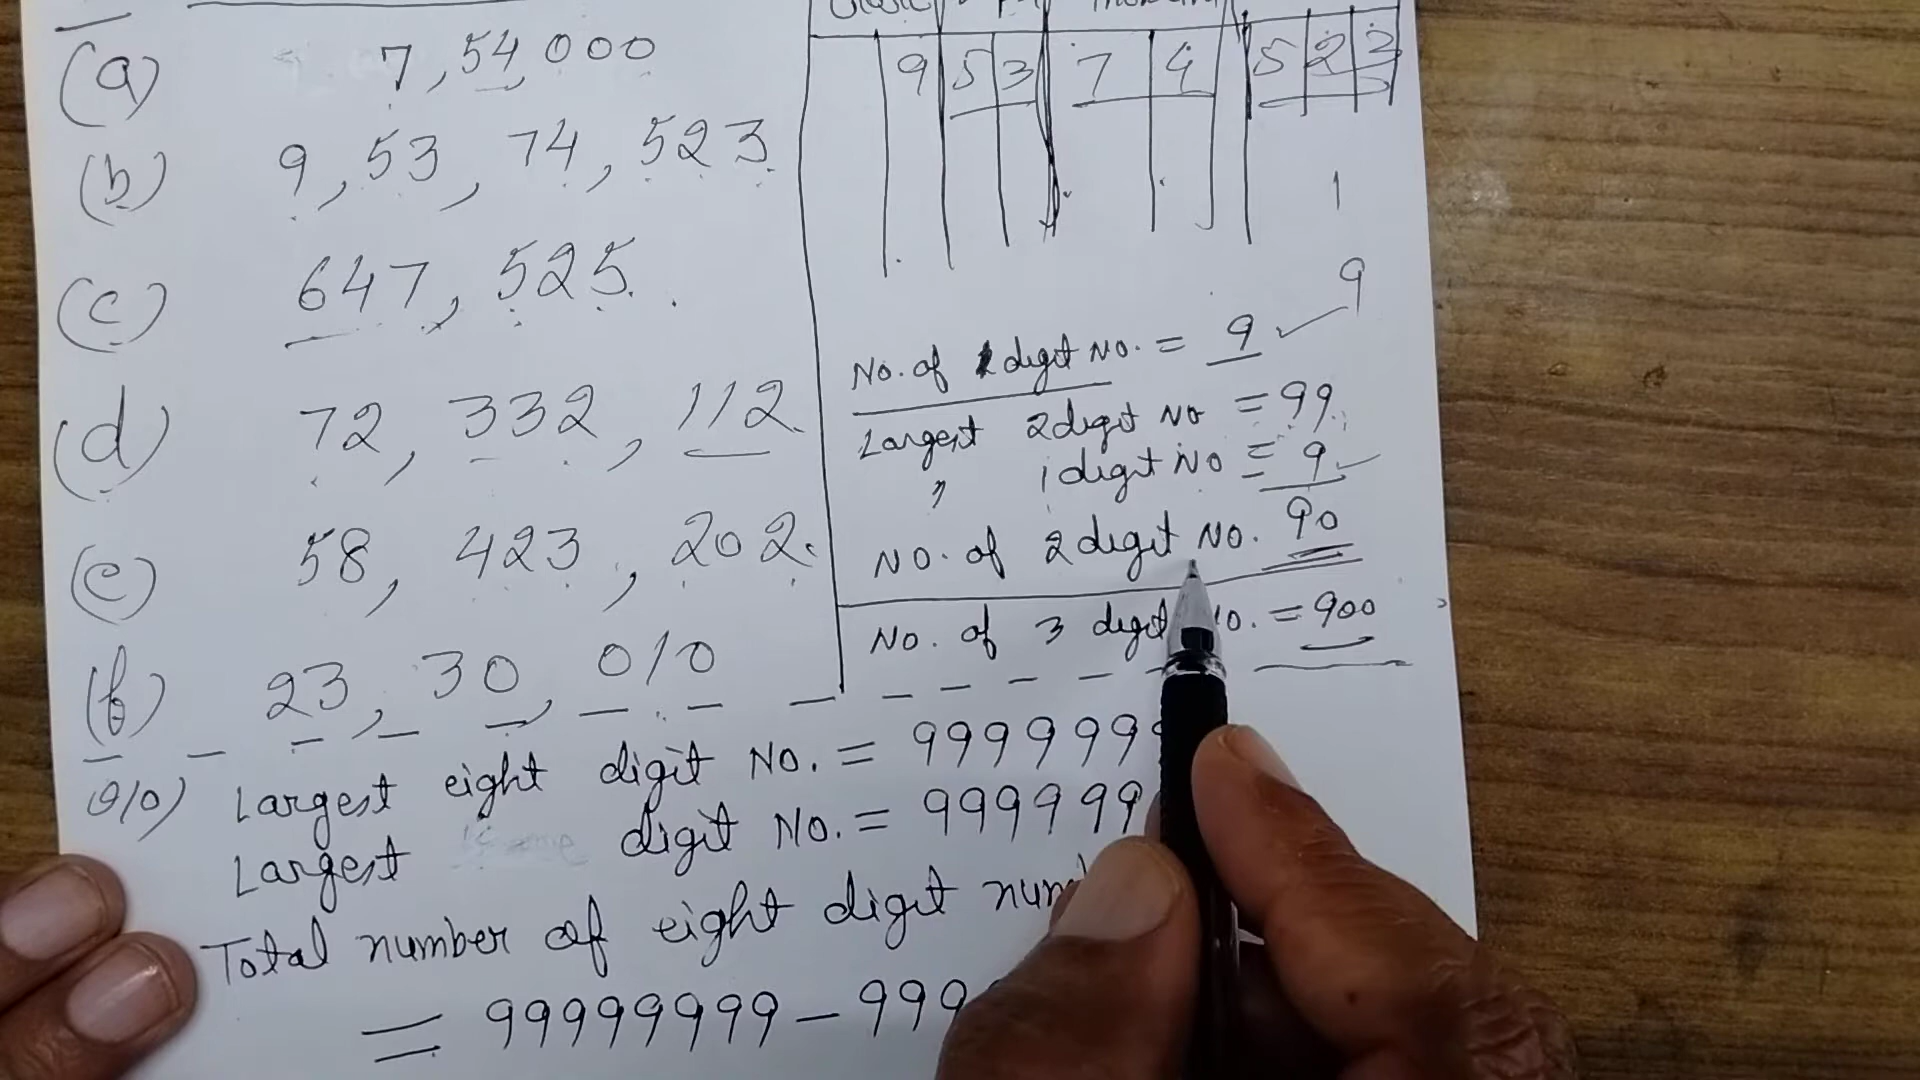 (a) 7,54,000
(b) 9,53,74,523
(c) 647,525.
(d) 72,332,112
(e) 58,423,202.
(f) 23,30,010
9 5 3 7 4 5 2 3
1
9
No. of 1 digit No. = 9
Largest 2 digit No = 99
" 1 digit No = 9
No. of 2 digit No. 90
No. of 3 digit = 900
Largest eight digit No. = 999999
Largest digit No. = 999999
Total number of eight digit
= 99999999 - 999